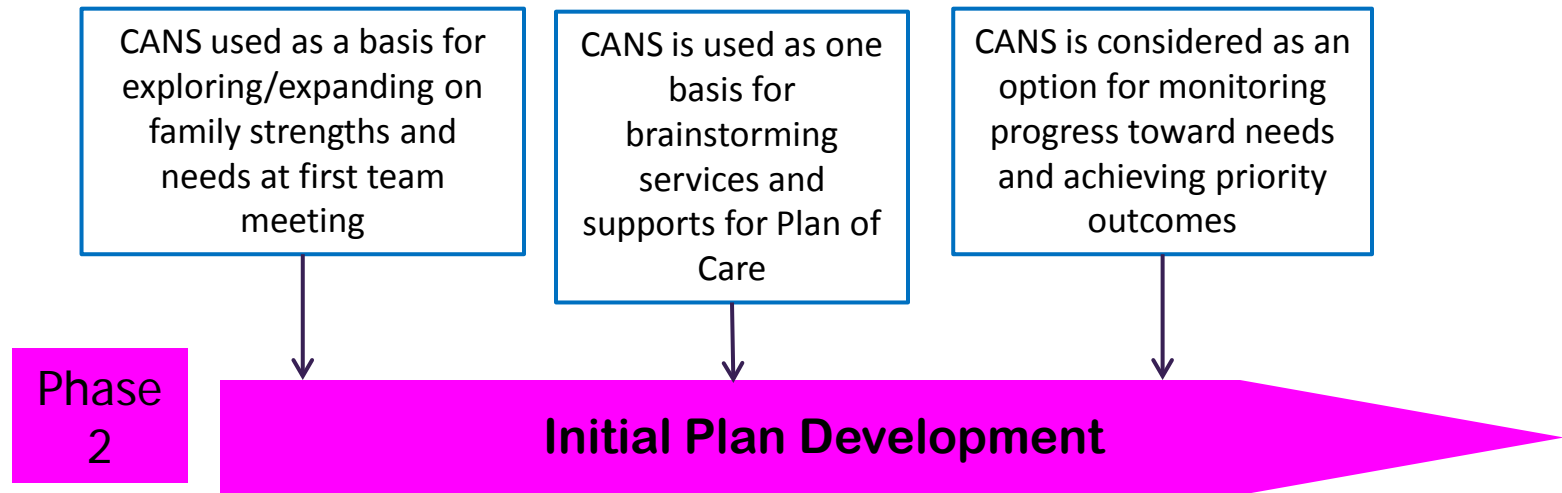 CANS used as a basis for
exploring/expanding on
family strengths and
needs at first team
meeting
CANS is used as one
basis for
brainstorming
services and
supports for Plan of
Care
CANS is considered as an
option for monitoring
progress toward needs
and achieving priority
outcomes
Phase
2
Initial Plan Development